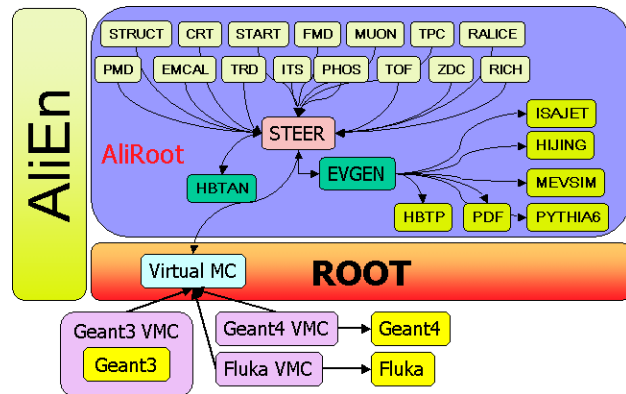 STRUCT CRT START FMD MUON TPC RALICE
PMD EMCAL TRD ITS PHOS TOF ZDC RICH
AliEn
AliRoot
STEER
HBTAN
EVGEN
ISAJET
HIJING
MEVSIM
HBTP PDF PYTHIA6
Virtual MC
ROOT
Geant3 VMC
Geant3
Geant4 VMC Geant4
Fluka VMC Fluka